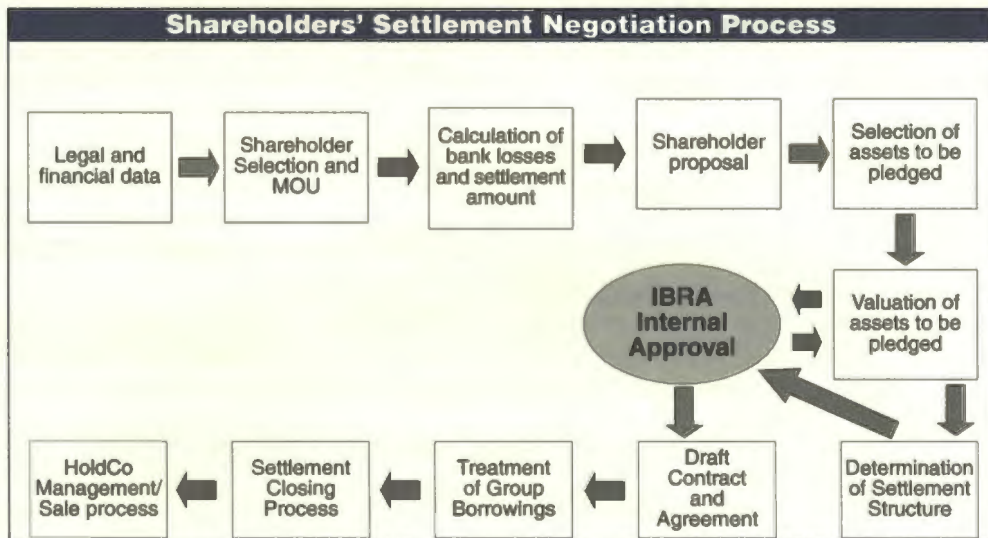 Shareholders' Settlement Negotiation Process
Legal and
financial data
Shareholder
Selection and
MOU
Calculation of
bank losses
and settlement
amount
Shareholder
proposal
Selection of
assets to be
pledged
IBRA
Internal
Approval
Valuation of
assets to be
pledged
HoldCo
Management/
Sale process
Settlement
Closing
Process
Treatment
of Group
Borrowings
Draft
Contract
and
Agreement
Determination
of Settlement
Structure